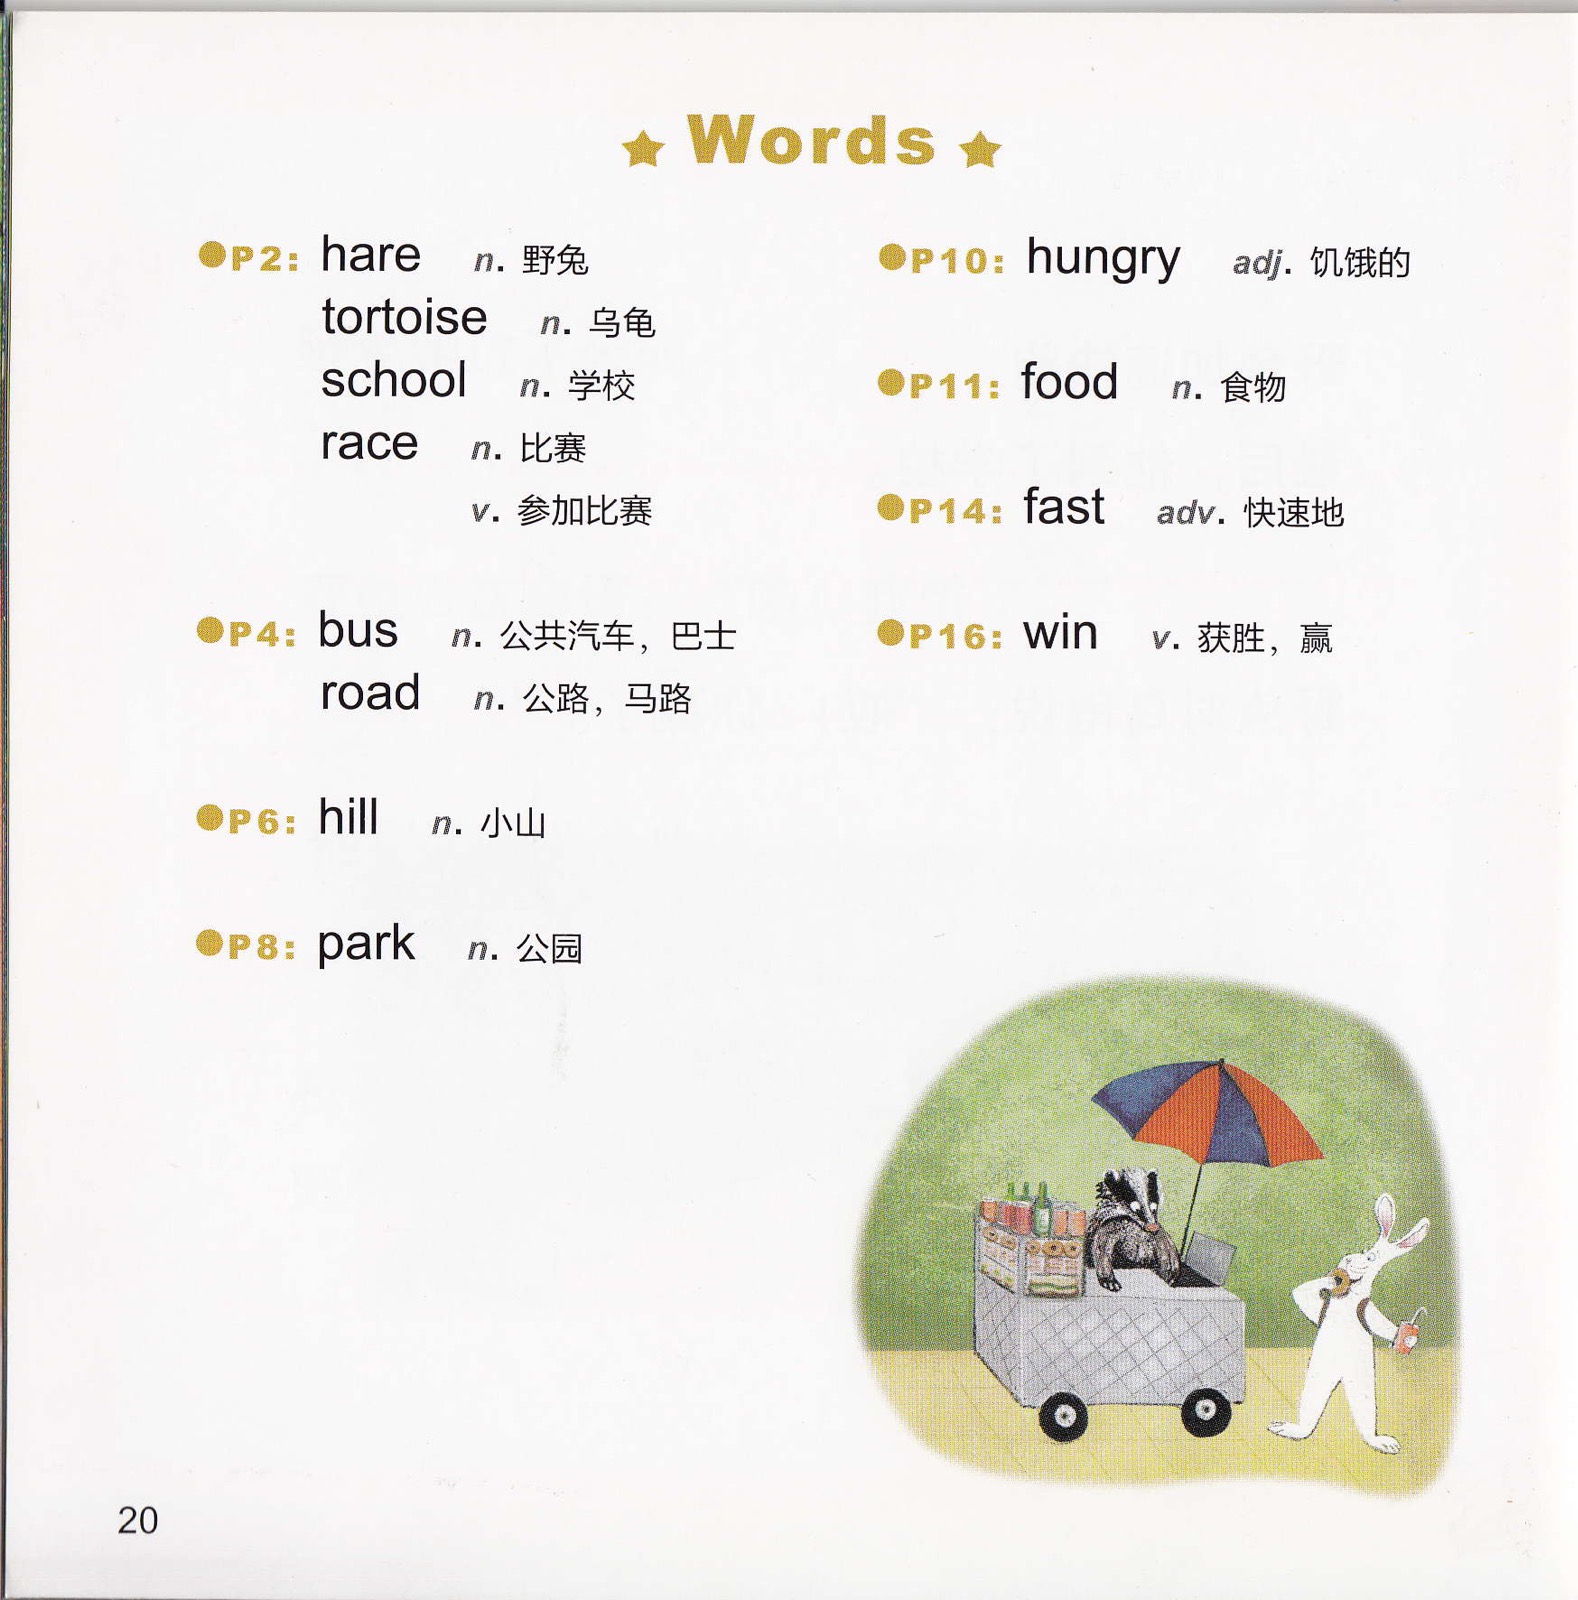 Words
P2: hare n. 野兔
tortoise n. 乌龟
school n. 学校
race n. 比赛
v. 参加比赛
P4: bus n. 公共汽车，巴士
road n. 公路，马路
P6: hill n. 小山
P8: park n. 公园
P10: hungry adj. 饥饿的
P11: food n. 食物
P14: fast adv. 快速地
P16: win v. 获胜，赢
20